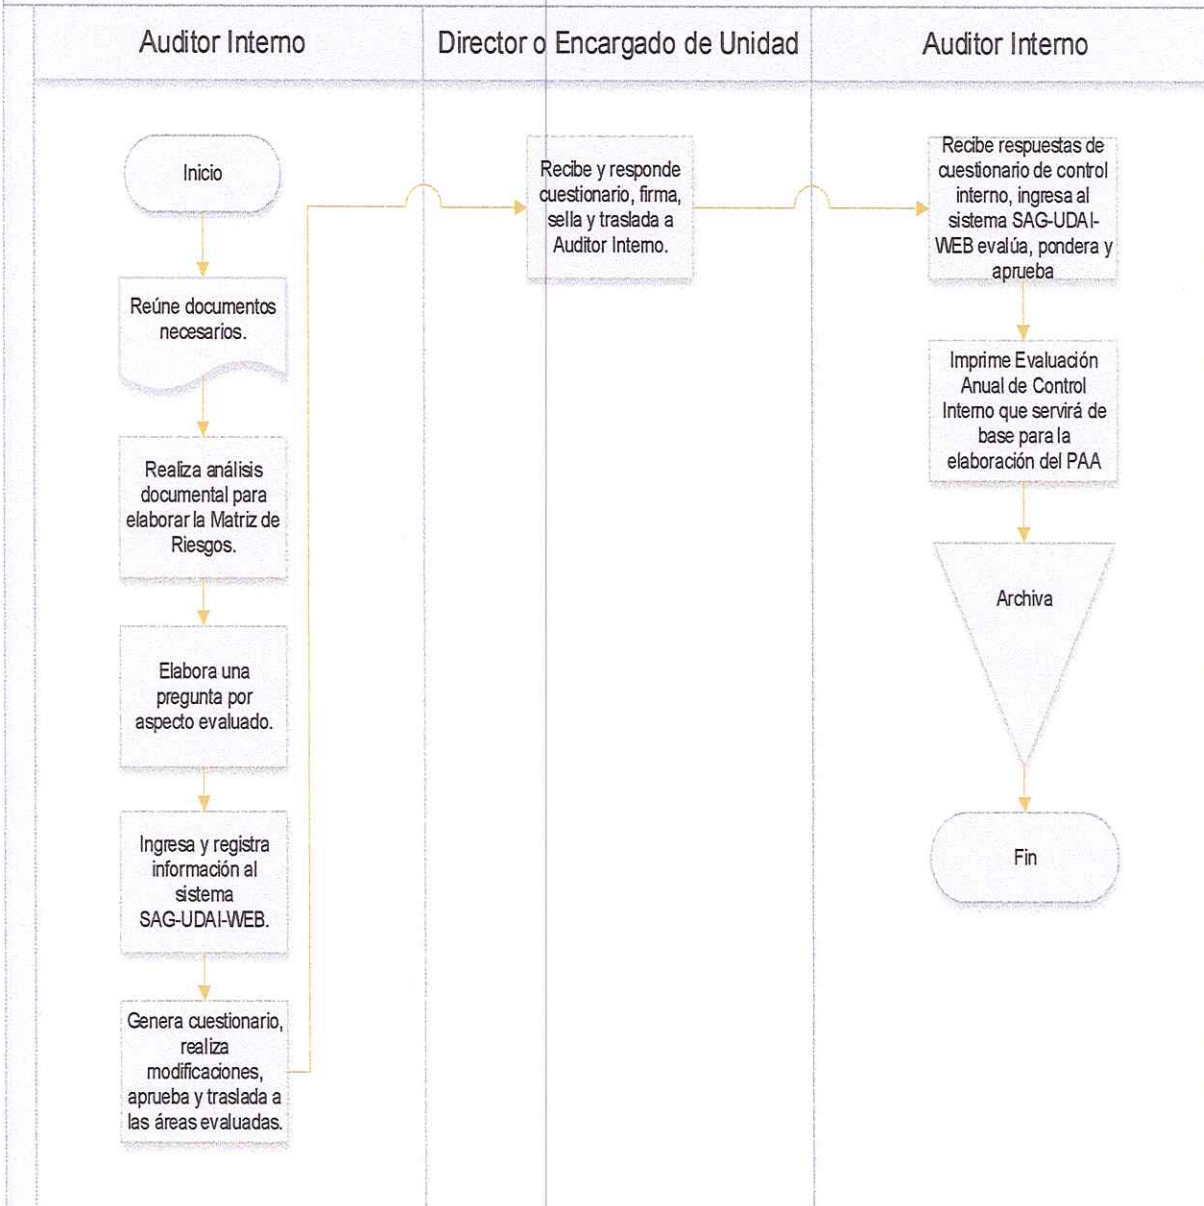 Auditor Interno
Director o Encargado de Unidad
Auditor Interno
Inicio
Reúne documentos
necesarios.
Realiza análisis
documental para
elaborar la Matriz de
Riesgos.
Elabora una
pregunta por
aspecto evaluado.
Ingresa y registra
información al
sistema
SAG-UDAI-WEB.
Genera cuestionario,
realiza
modificaciones,
aprueba y traslada a
las áreas evaluadas.
Recibe y responde
cuestionario, firma,
sella y traslada a
Auditor Interno.
Recibe respuestas de
cuestionario de control
interno, ingresa al
sistema SAG-UDAI-
WEB evalúa, pondera y
aprueba
Imprime Evaluación
Anual de Control
Interno que servirá de
base para la
elaboración del PAA
Archiva
Fin